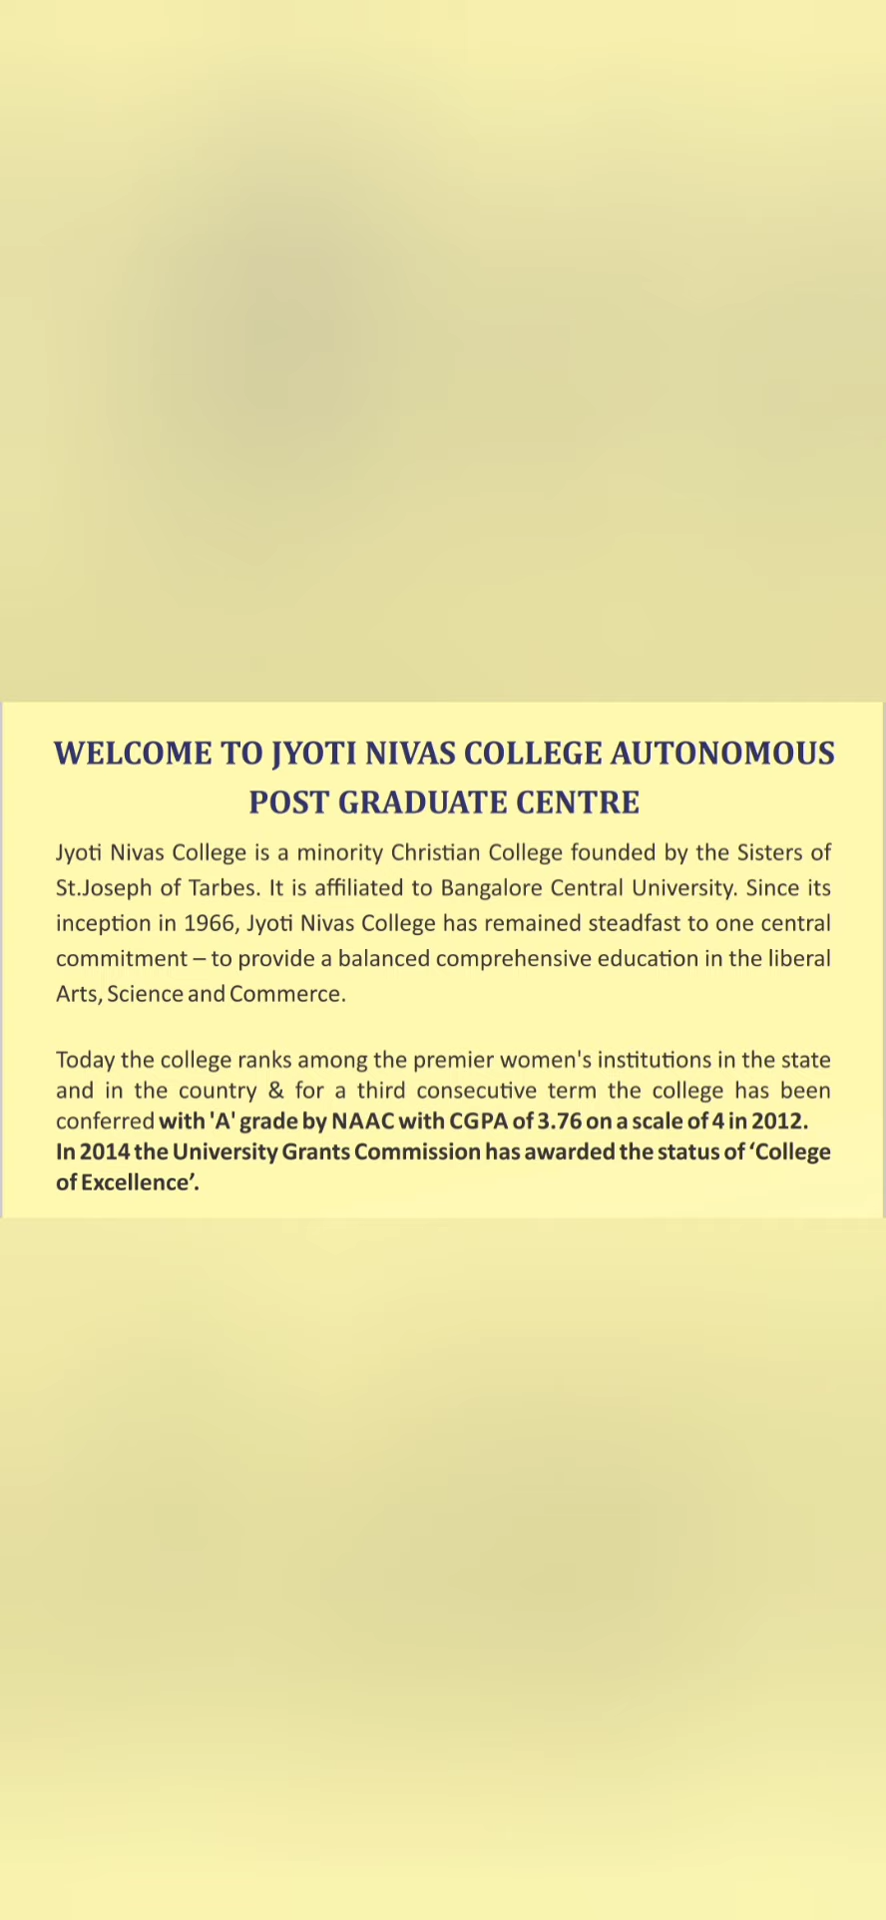 WELCOME TO JYOTI NIVAS COLLEGE AUTONOMOUS
POST GRADUATE CENTRE
Jyoti Nivas College is a minority Christian College founded by the Sisters of
St.Joseph of Tarbes. It is affiliated to Bangalore Central University. Since its
inception in 1966, Jyoti Nivas College has remained steadfast to one central
commitment – to provide a balanced comprehensive education in the liberal
Arts, Science and Commerce.
Today the college ranks among the premier women's institutions in the state
and in the country & for a third consecutive term the college has been
conferred with 'A' grade by NAAC with CGPA of 3.76 on a scale of 4 in 2012.
In 2014 the University Grants Commission has awarded the status of ‘College
of Excellence’.